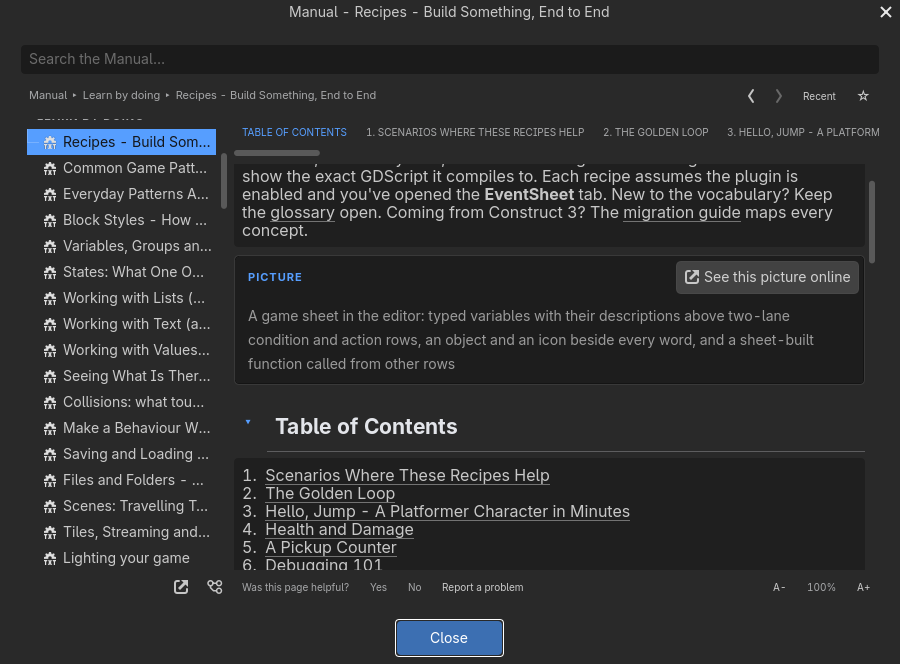 Manual - Recipes - Build Something, End to End
Search the Manual...
Manual ▸ Learn by doing ▸ Recipes - Build Something, End to End
Recent
Recipes - Build Som...
Common Game Patt...
Everyday Patterns A...
Block Styles - How ...
Variables, Groups an...
States: What One O...
Working with Lists (...
Working with Text (a...
Working with Values...
Seeing What Is Ther...
Collisions: what tou...
Make a Behaviour W...
Saving and Loading ...
Files and Folders - ...
Scenes: Travelling T...
Tiles, Streaming and...
Lighting your game
TABLE OF CONTENTS 1. SCENARIOS WHERE THESE RECIPES HELP 2. THE GOLDEN LOOP 3. HELLO, JUMP - A PLATFORM
show the exact GDScript it compiles to. Each recipe assumes the plugin is
enabled and you've opened the EventSheet tab. New to the vocabulary? Keep
the glossary open. Coming from Construct 3? The migration guide maps every
concept.
PICTURE
See this picture online
A game sheet in the editor: typed variables with their descriptions above two-lane
condition and action rows, an object and an icon beside every word, and a sheet-built
function called from other rows
Table of Contents
1. Scenarios Where These Recipes Help
2. The Golden Loop
3. Hello, Jump - A Platformer Character in Minutes
4. Health and Damage
5. A Pickup Counter
6. Debugging 101
Was this page helpful? Yes No Report a problem
A- 100% A+
Close